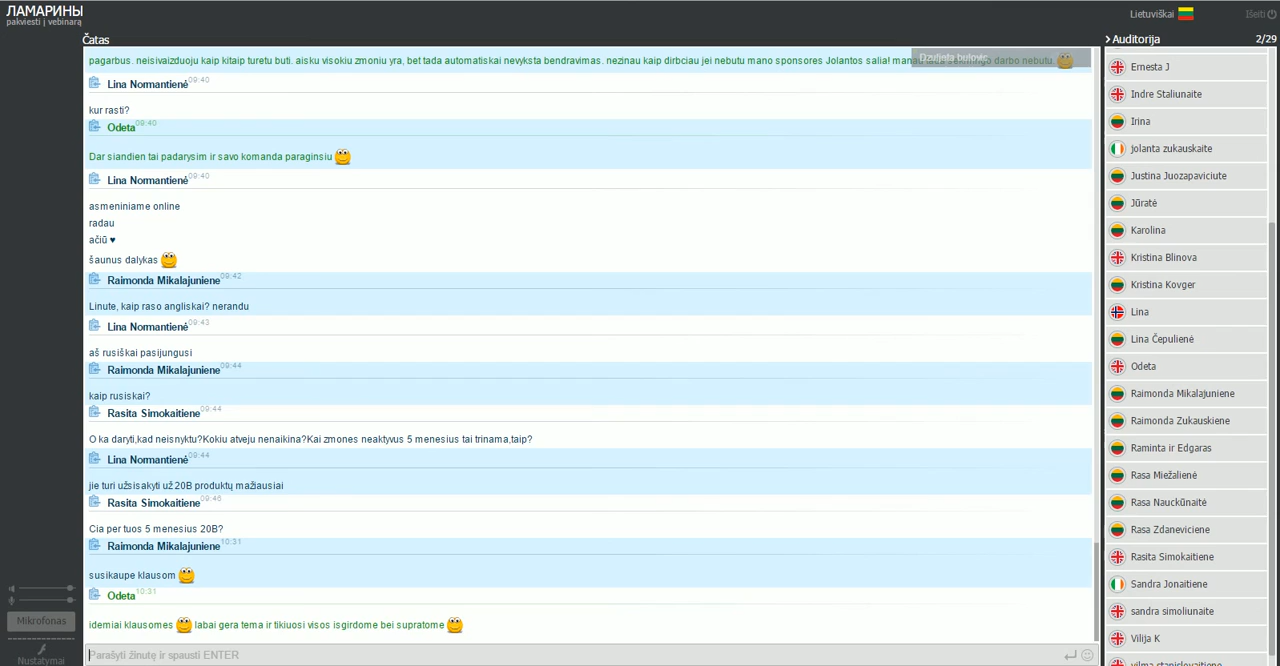 ЛАМАРИНЫ
pakviesti į vebinarą
Lietuviškai
Išeiti
Čatas
Auditorija
2/29
pagarbus. neisivaizduoju kaip kitaip turetu buti. aisku visokiu zmoniu yra, bet tada automatiskai nevyksta bendravimas. nezinau kaip dirbciau jei nebutu mano sponsores Jolantos salia! manau tada sekmingo darbo nebutu.
Dzuljeta bulovic
Lina Normantienė 09:40
kur rasti?
Odeta 09:40
Dar siandien tai padarysim ir savo komanda paraginsiu
Lina Normantienė 09:40
asmeniniame online
radau
ačiū ♥
šaunus dalykas
Raimonda Mikalajuniene 09:42
Linute, kaip raso angliskai? nerandu
Lina Normantienė 09:43
aš rusiškai pasijungusi
Raimonda Mikalajuniene 09:44
kaip rusiskai?
Rasita Simokaitiene 09:44
O ka daryti,kad neisnyktu?Kokiu atveju nenaikina?Kai zmones neaktyvus 5 menesius tai trinama,taip?
Lina Normantienė 09:44
jie turi užsisakyti už 20B produktų mažiausiai
Rasita Simokaitiene 09:46
Cia per tuos 5 menesius 20B?
Raimonda Mikalajuniene 10:31
susikaupe klausom
Odeta 10:31
idemiai klausomes labai gera tema ir tikiuosi visos isgirdome bei supratome
Parašyti žinutę ir spausti ENTER
Mikrofonas
Nustatymai
Ernesta J
Indre Staliunaite
Irina
jolanta zukauskaite
Justina Juozapaviciute
Jūratė
Karolina
Kristina Blinova
Kristina Kovger
Lina
Lina Čepulienė
Odeta
Raimonda Mikalajuniene
Raimonda Zukauskiene
Raminta ir Edgaras
Rasa Miežalienė
Rasa Nauckūnaitė
Rasa Zdaneviciene
Rasita Simokaitiene
Sandra Jonaitiene
sandra simoliunaite
Vilija K
vilma stanislovaitiene